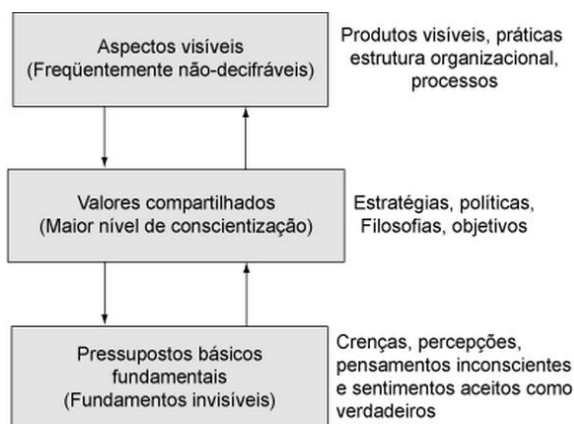 Aspectos visíveis
(Freqüentemente não-decifráveis)
Produtos visíveis, práticas
estrutura organizacional,
processos
Valores compartilhados
(Maior nível de conscientização)
Estratégias, políticas,
Filosofias, objetivos
Pressupostos básicos
fundamentais
(Fundamentos invisíveis)
Crenças, percepções,
pensamentos inconscientes
e sentimentos aceitos como
verdadeiros